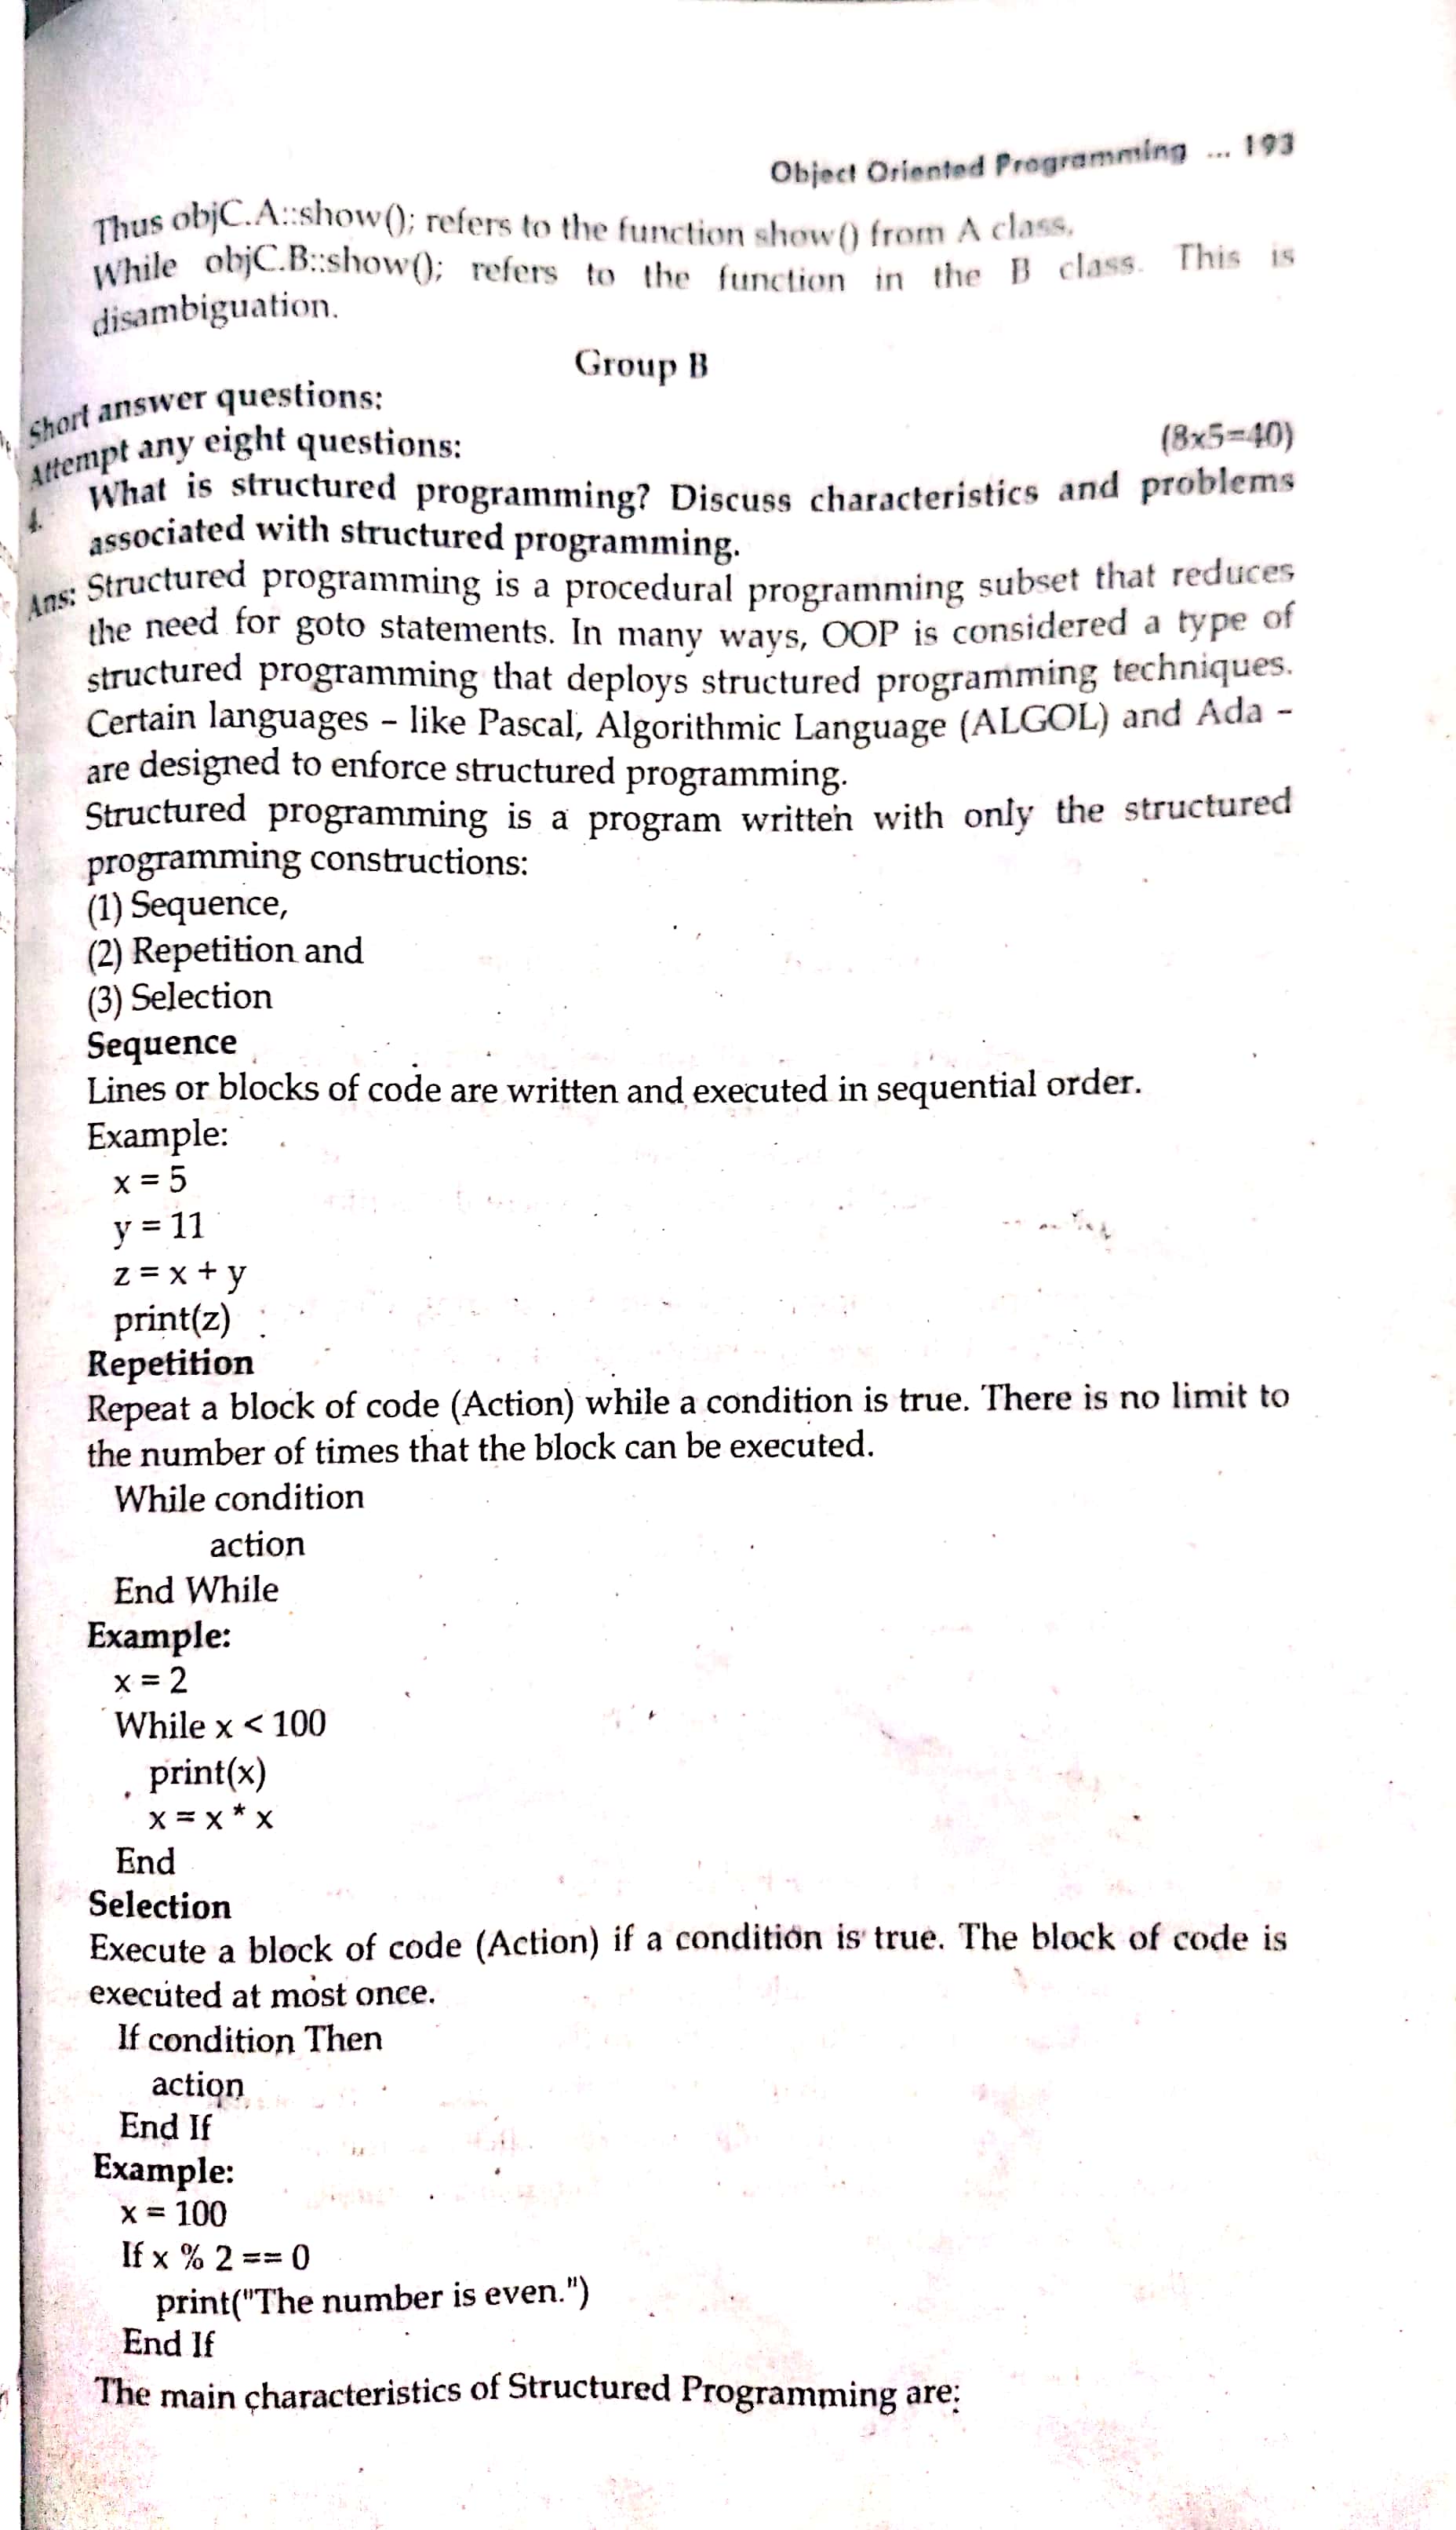 Object Oriented Programming ... 193
Thus objC.A::show(); refers to the function show() from A class.
While objC.B::show(); refers to the function in the B class. This is
disambiguation.
Group B
Short answer questions:
Attempt any eight questions:
(8x5=40)
4. What is structured programming? Discuss characteristics and problems
associated with structured programming.
Ans: Structured programming is a procedural programming subset that reduces
the need for goto statements. In many ways, OOP is considered a type of
structured programming that deploys structured programming techniques.
Certain languages – like Pascal, Algorithmic Language (ALGOL) and Ada –
are designed to enforce structured programming.
Structured programming is a program written with only the structured
programming constructions:
(1) Sequence,
(2) Repetition and
(3) Selection
Sequence
Lines or blocks of code are written and executed in sequential order.
Example:
x = 5
y = 11
z = x + y
print(z)
Repetition
Repeat a block of code (Action) while a condition is true. There is no limit to
the number of times that the block can be executed.
While condition
action
End While
Example:
x = 2
While x < 100
print(x)
x = x * x
End
Selection
Execute a block of code (Action) if a condition is true. The block of code is
executed at most once.
If condition Then
action
End If
Example:
x = 100
If x % 2 == 0
print("The number is even.")
End If
The main characteristics of Structured Programming are: